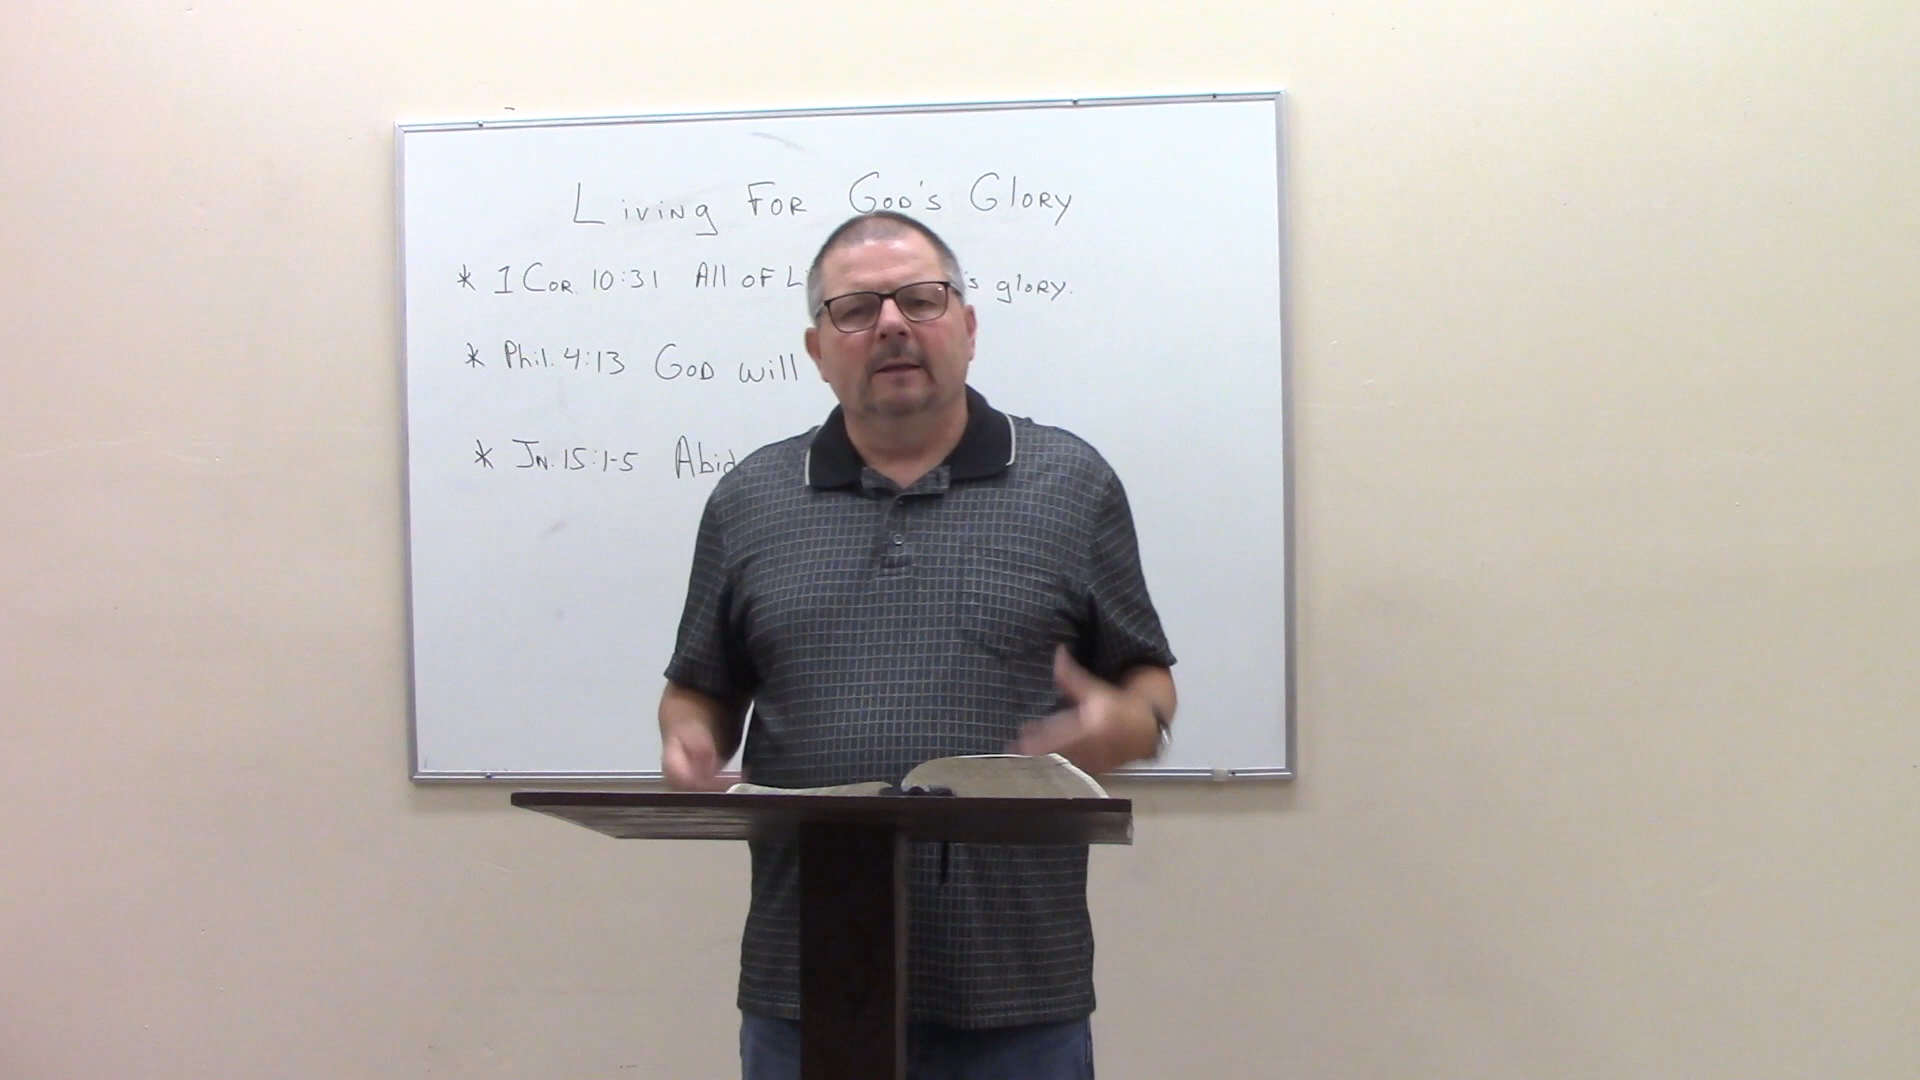 Living For God's Glory
* 1 Cor 10:31 All of 's glory.
* Phil. 4:13 God will
* Jn. 15:1-5